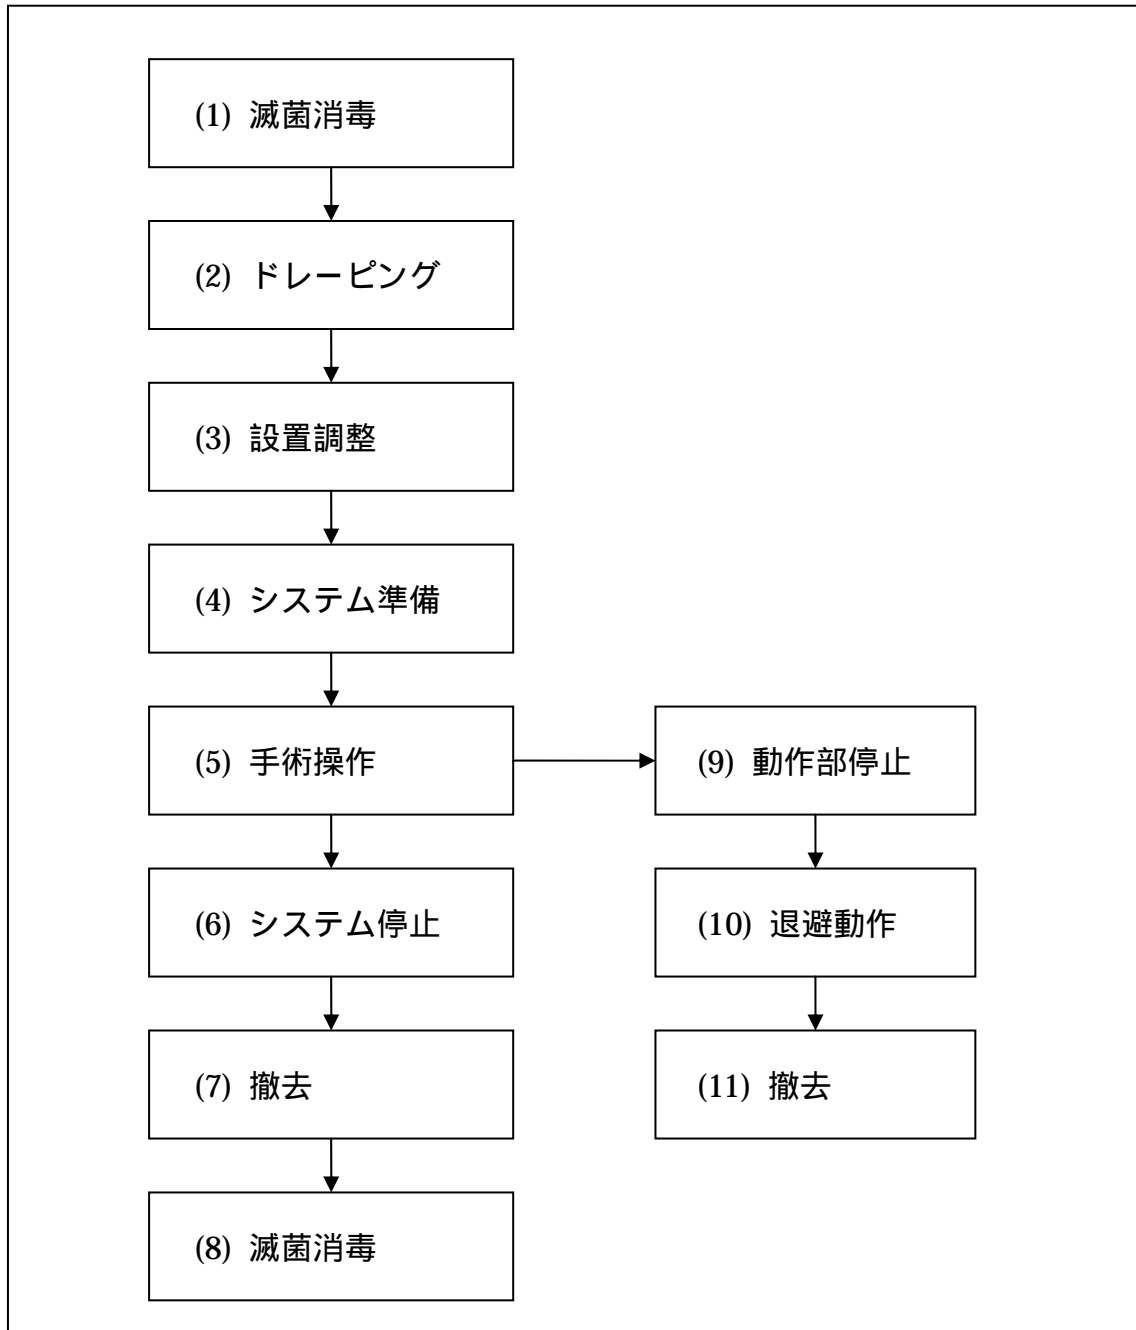 (1) 滅菌消毒
(2) ドレーピング
(3) 設置調整
(4) システム準備
(5) 手術操作
(6) システム停止
(7) 撤去
(8) 滅菌消毒
(9) 動作部停止
(10) 退避動作
(11) 撤去